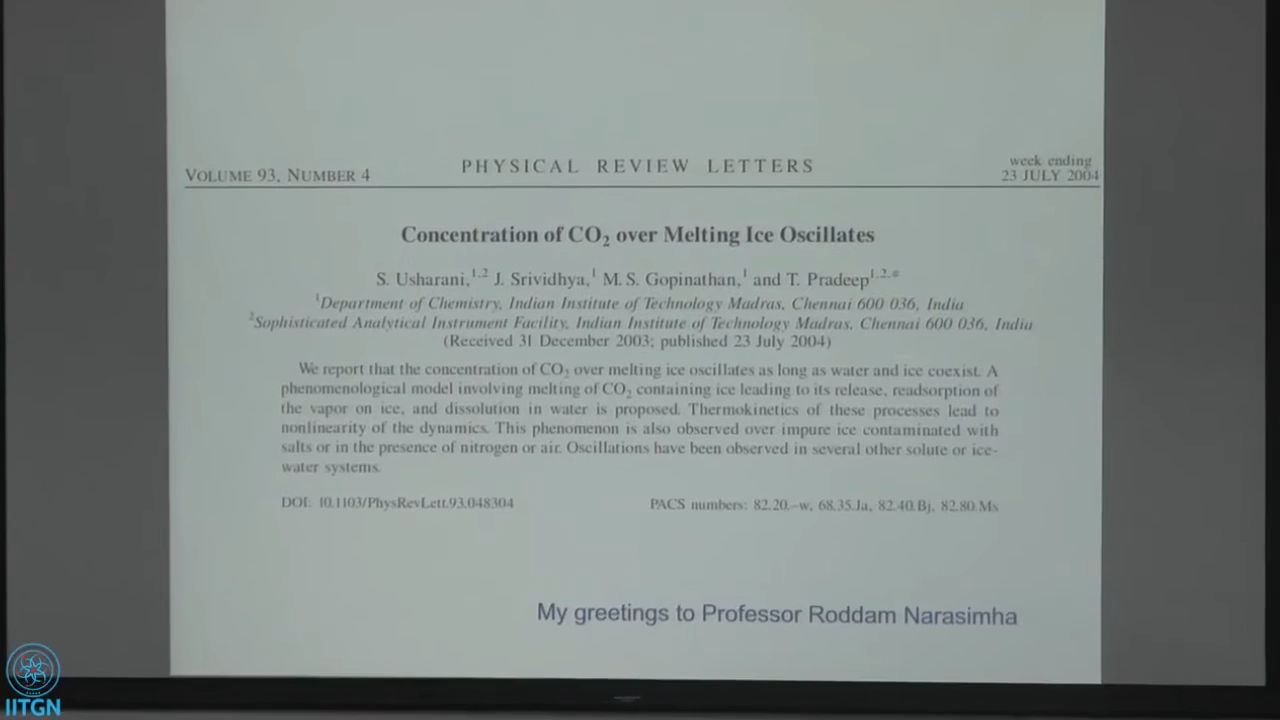 VOLUME 93, NUMBER 4
PHYSICAL REVIEW LETTERS
week ending
23 JULY 2004
Concentration of CO₂ over Melting Ice Oscillates
S. Usharani,¹,² J. Srividhya,¹ M. S. Gopinathan,¹ and T. Pradeep¹,²,*
¹Department of Chemistry, Indian Institute of Technology Madras, Chennai 600 036, India
²Sophisticated Analytical Instrument Facility, Indian Institute of Technology Madras, Chennai 600 036, India
(Received 31 December 2003; published 23 July 2004)
We report that the concentration of CO₂ over melting ice oscillates as long as water and ice coexist. A
phenomenological model involving melting of CO₂ containing ice leading to its release, readsorption of
the vapor on ice, and dissolution in water is proposed. Thermokinetics of these processes lead to
nonlinearity of the dynamics. This phenomenon is also observed over impure ice contaminated with
salts or in the presence of nitrogen or air. Oscillations have been observed in several other solute or ice-
water systems.
DOI: 10.1103/PhysRevLett.93.048304
PACS numbers: 82.20.–w, 68.35.Ja, 82.40.Bj, 82.80.Ms
My greetings to Professor Roddam Narasimha
IITGN